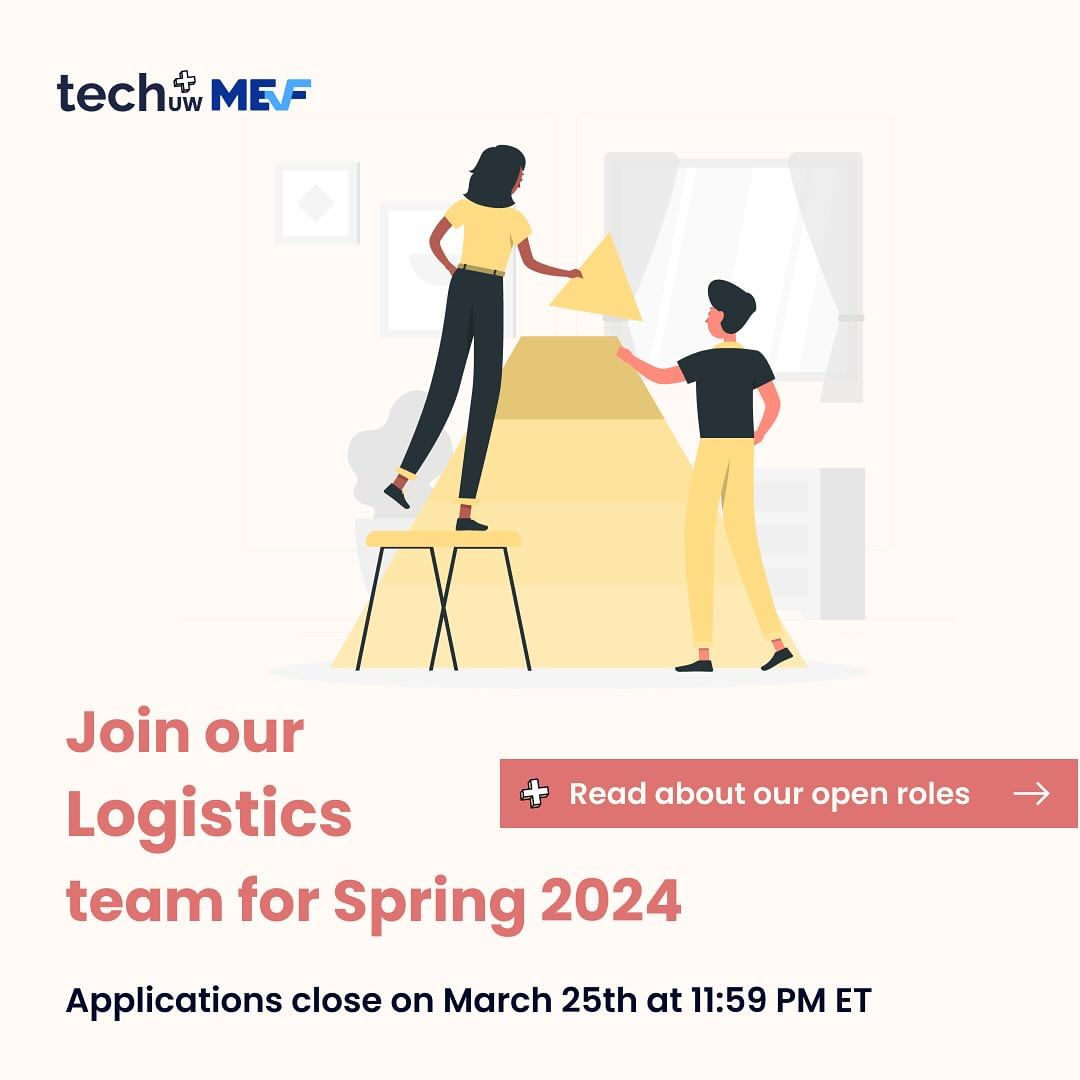 tech+ UW MEF
Join our
Logistics
team for Spring 2024
Read about our open roles
Applications close on March 25th at 11:59 PM ET